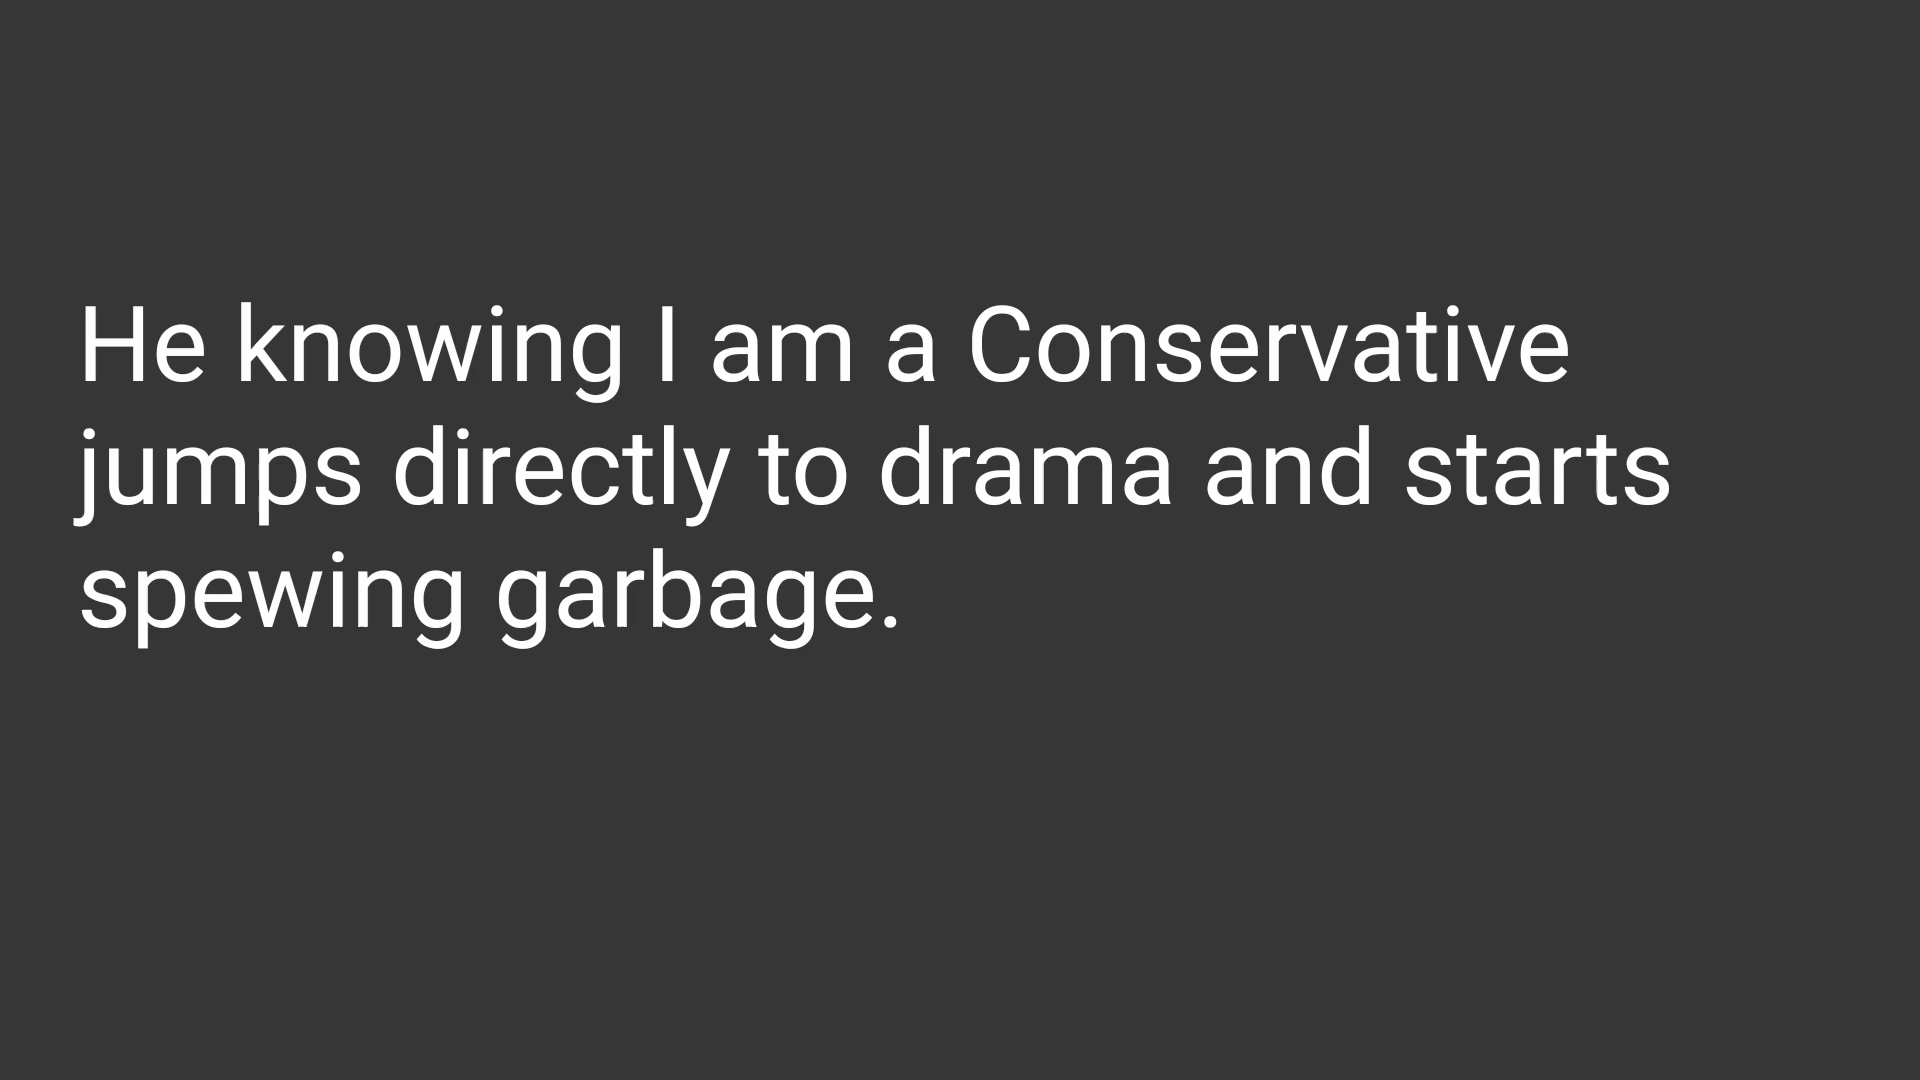 He knowing I am a Conservative
jumps directly to drama and starts
spewing garbage.